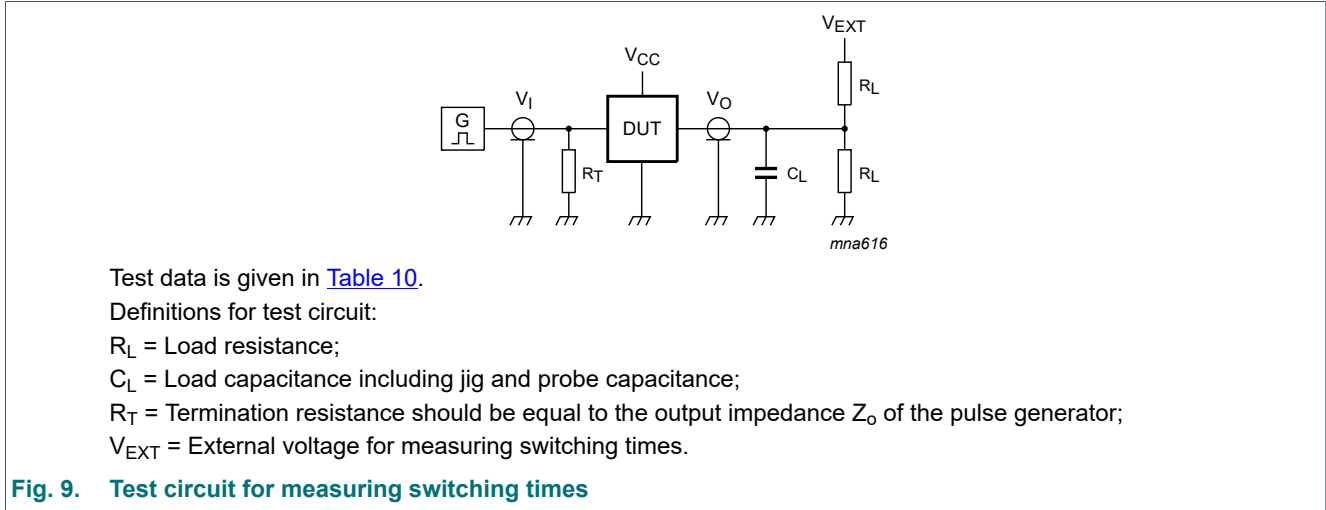 VEXT
VCC
RL
VI
VO
G
DUT
RT
CL
RL
mna616
Test data is given in Table 10.
Definitions for test circuit:
RL = Load resistance;
CL = Load capacitance including jig and probe capacitance;
RT = Termination resistance should be equal to the output impedance Zo of the pulse generator;
VEXT = External voltage for measuring switching times.
Fig. 9. Test circuit for measuring switching times